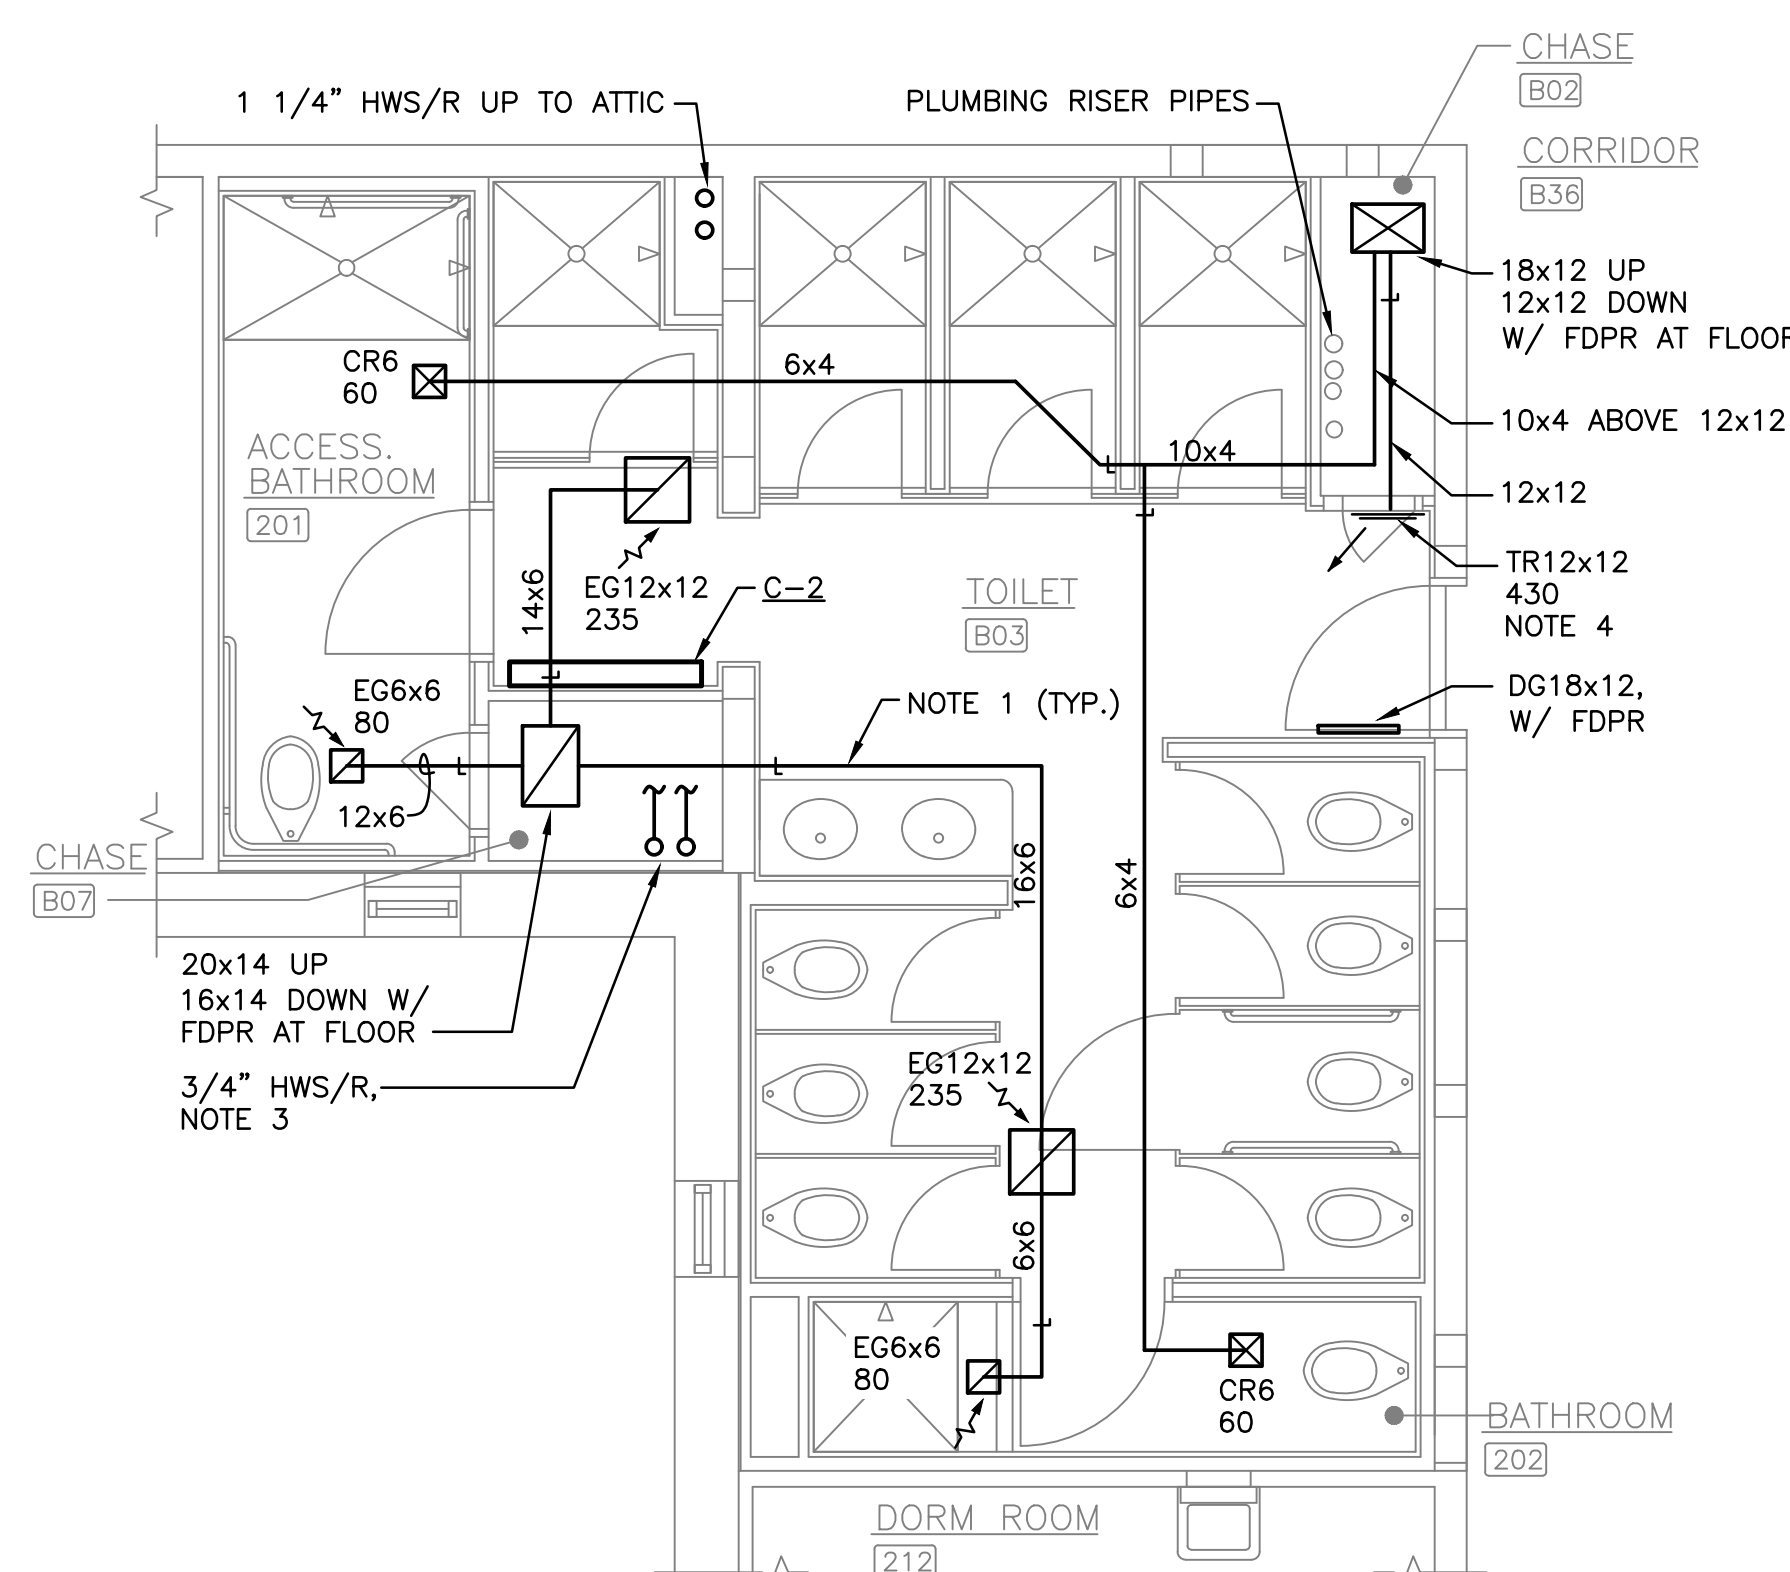 CHASE
B02
1 1/4” HWS/R UP TO ATTIC
PLUMBING RISER PIPES
CORRIDOR
B36
18x12 UP
12x12 DOWN
W/ FDPR AT FLOOR
CR6
60
6x4
10x4 ABOVE 12x12
ACCESS.
BATHROOM
201
10x4
12x12
14x6
EG12x12
235
C-2
TOILET
B03
TR12x12
430
NOTE 4
EG6x6
80
NOTE 1 (TYP.)
DG18x12,
W/ FDPR
12x6
CHASE
B07
16x6
6x4
20x14 UP
16x14 DOWN W/
FDPR AT FLOOR
3/4” HWS/R,
NOTE 3
EG12x12
235
6x6
EG6x6
80
CR6
60
BATHROOM
202
DORM ROOM
212